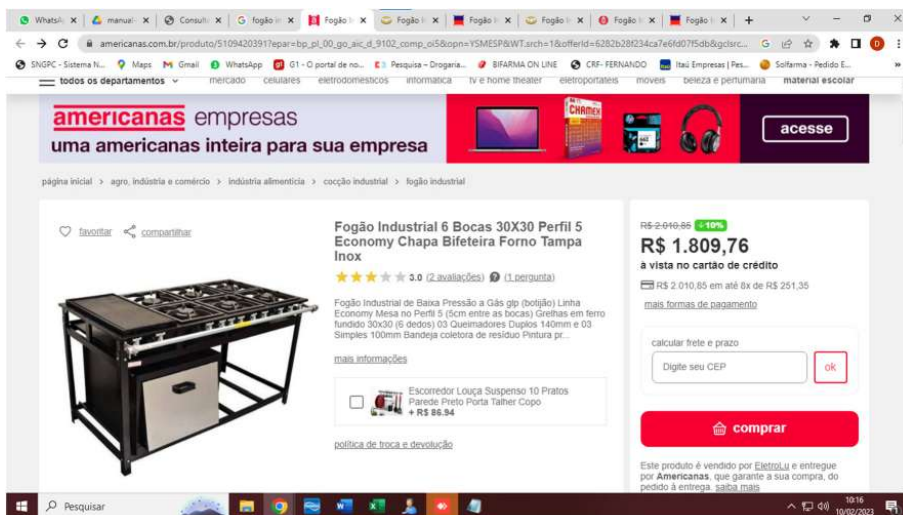 WhatsA
manual-
Consult
fogão in
Fogão I
Fogão I
Fogão I
Fogão I
Fogão I
Fogão I
americanas.com.br/produto/5109420391?epar=bp_pl_00_go_aic_d_9102_comp_oi5&opn=YSMESP&WT.srch=1&offerId=6282b28f234ca7e6fd07f5db&gclsrc...
SNGPC - Sistema N...
Maps
Gmail
WhatsApp
G1 - O portal de no...
Pesquisa – Drogaria...
BIFARMA ON LINE
CRF- FERNANDO
Itaú Empresas | Pes...
Solfarma - Pedido E...
todos os departamentos
mercado celulares eletrodomésticos informática tv e home theater eletroportáteis móveis beleza e perfumaria material escolar
americanas empresas
uma americanas inteira para sua empresa
CHAMEX
acesse
página inicial > agro, indústria e comércio > indústria alimentícia > cocção industrial > fogão industrial
favoritar
compartilhar
Fogão Industrial 6 Bocas 30X30 Perfil 5
Economy Chapa Bifeteira Forno Tampa
Inox
3.0 (2 avaliações) (1 pergunta)
Fogão Industrial de Baixa Pressão a Gás glp (botijão) Linha
Economy Mesa no Perfil 5 (5cm entre as bocas) Grelhas em ferro
fundido 30x30 (6 dedos) 03 Queimadores Duplos 140mm e 03
Simples 100mm Bandeja coletora de resíduo Pintura pr...
mais informações
Escorredor Louça Suspenso 10 Pratos
Parede Preto Porta Talher Copo
+ R$ 86.94
política de troca e devolução
R$ 2.010,85 10%
R$ 1.809,76
à vista no cartão de crédito
R$ 2.010,85 em até 8x de R$ 251,35
mais formas de pagamento
calcular frete e prazo
Digite seu CEP
ok
comprar
Este produto é vendido por EletroLu e entregue
por Americanas, que garante a sua compra, do
pedido à entrega. saiba mais
Pesquisar
10:16
10/02/2023